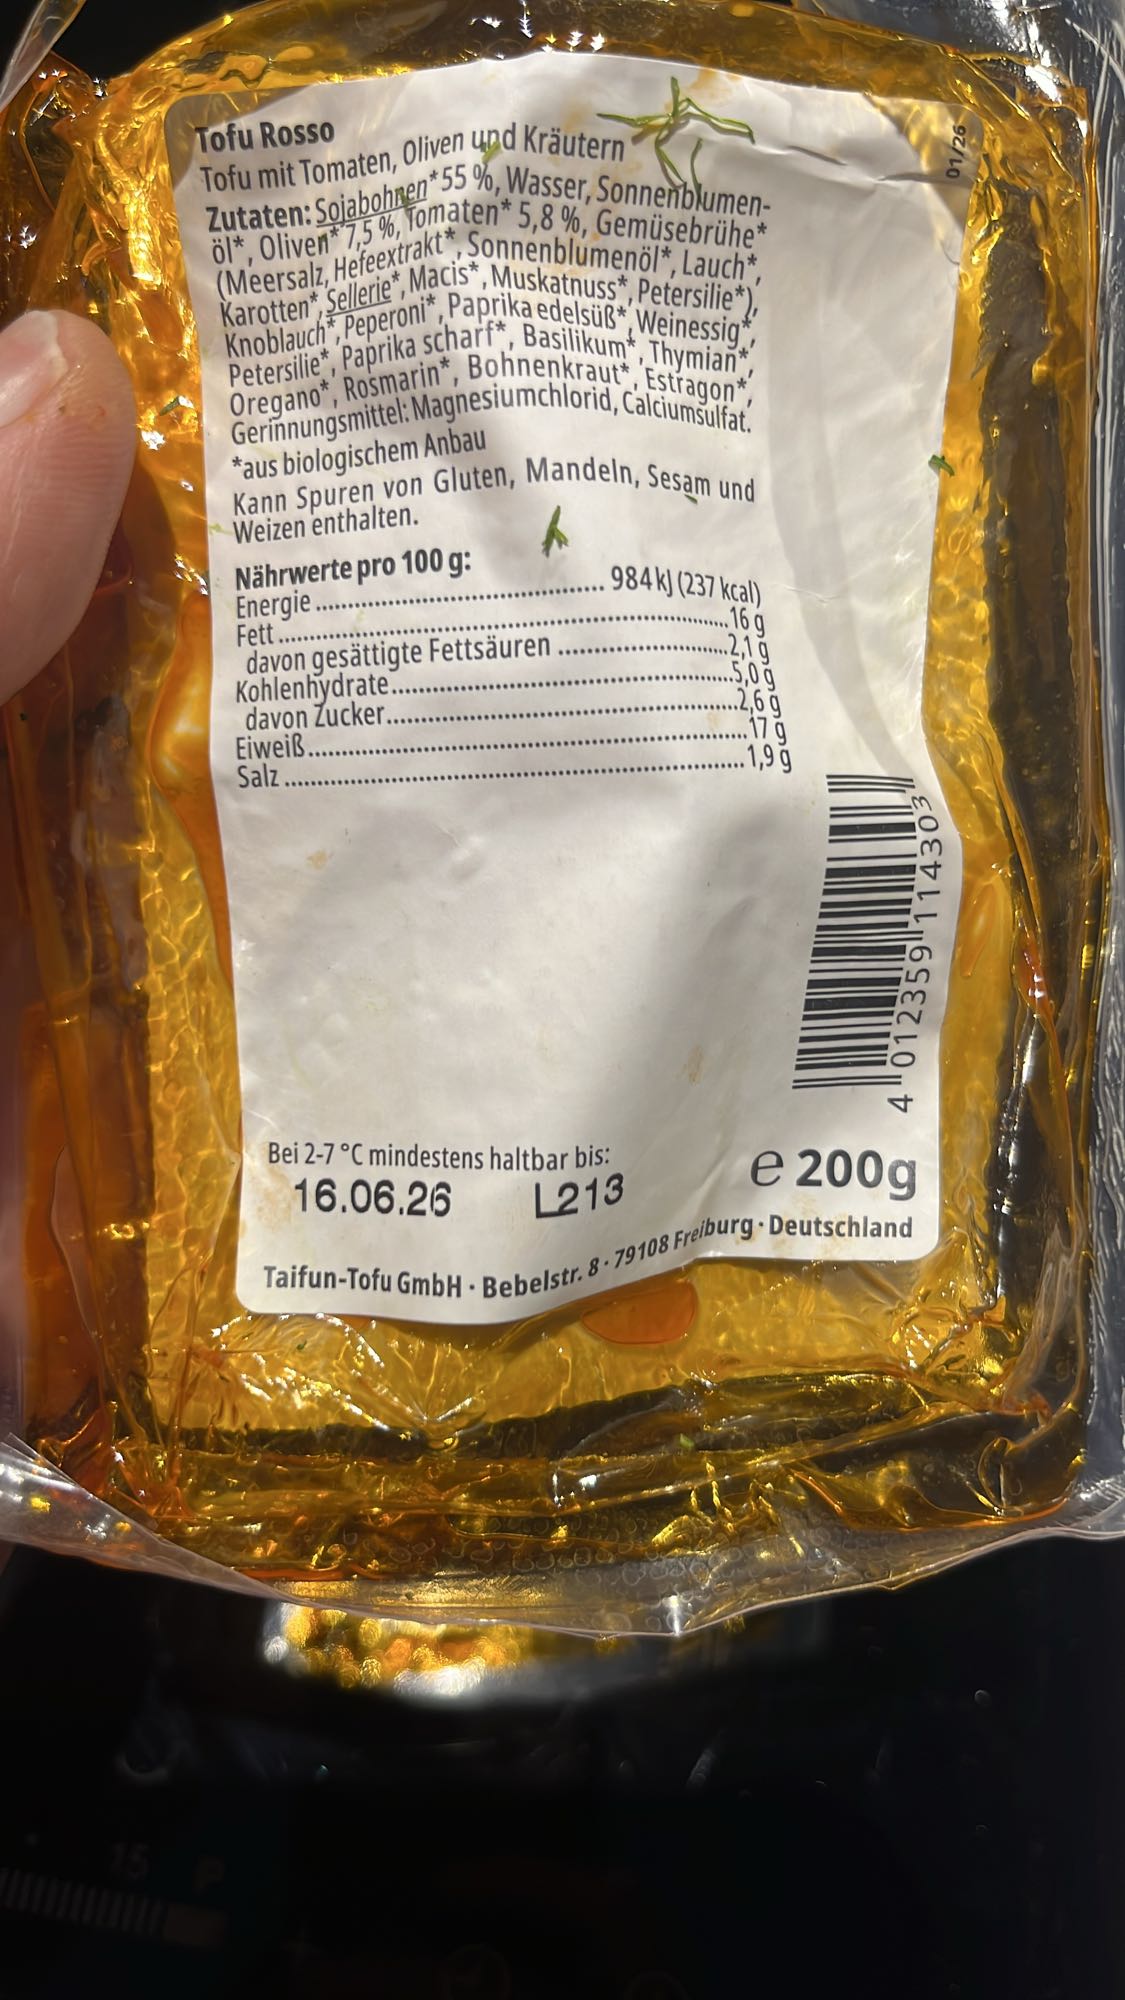 Tofu Rosso
Tofu mit Tomaten, Oliven und Kräutern
Zutaten: Sojabohnen* 55 %, Wasser, Sonnenblumen-
öl*, Oliven* 7,5 %, Tomaten* 5,8 %, Gemüsebrühe*
(Meersalz, Hefeextrakt*, Sonnenblumenöl*, Lauch*,
Karotten*, Sellerie*, Macis*, Muskatnuss*, Petersilie*),
Knoblauch*, Peperoni*, Paprika edelsüß*, Weinessig*,
Petersilie*, Paprika scharf*, Basilikum*, Thymian*,
Oregano*, Rosmarin*, Bohnenkraut*, Estragon*,
Gerinnungsmittel: Magnesiumchlorid, Calciumsulfat.
*aus biologischem Anbau
Kann Spuren von Gluten, Mandeln, Sesam und
Weizen enthalten.
Nährwerte pro 100 g:
Energie ........ 984 kJ (237 kcal)
Fett ........ 16 g
davon gesättigte Fettsäuren ........ 2,1 g
Kohlenhydrate ........ 5,0 g
davon Zucker ........ 2,6 g
Eiweiß ........ 17 g
Salz ........ 1,9 g
01/26
4 012359 114303
Bei 2-7 °C mindestens haltbar bis:
16.06.26 L213
e 200g
Taifun-Tofu GmbH · Bebelstr. 8 · 79108 Freiburg · Deutschland
15 P